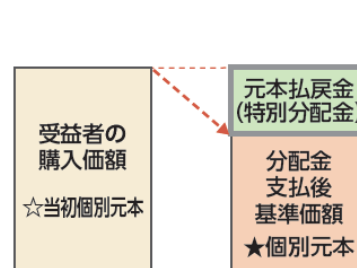 受益者の
購入価額
☆当初個別元本
元本払戻金
(特別分配金)
分配金
支払後
基準価額
★個別元本